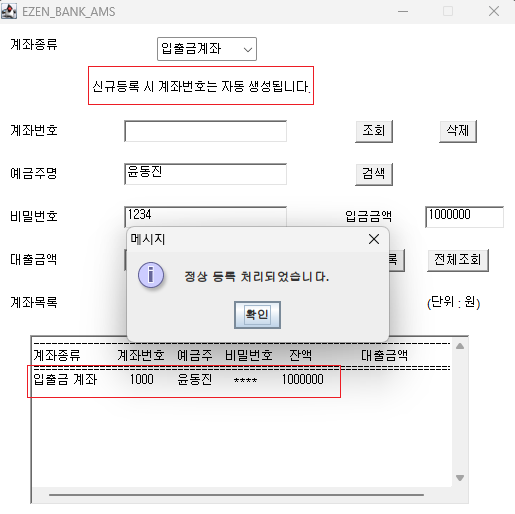 EZEN_BANK_AMS
계좌종류 입출금계좌
신규등록 시 계좌번호는 자동 생성됩니다.
계좌번호 조회 삭제
예금주명 윤동진 검색
비밀번호 1234 입금금액 1000000
메시지
대출금액 록 전체조회
정상 등록 처리되었습니다.
확인
계좌목록 (단위 : 원)
계좌종류 계좌번호 예금주 비밀번호 잔액 대출금액
입출금 계좌 1000 윤동진 **** 1000000